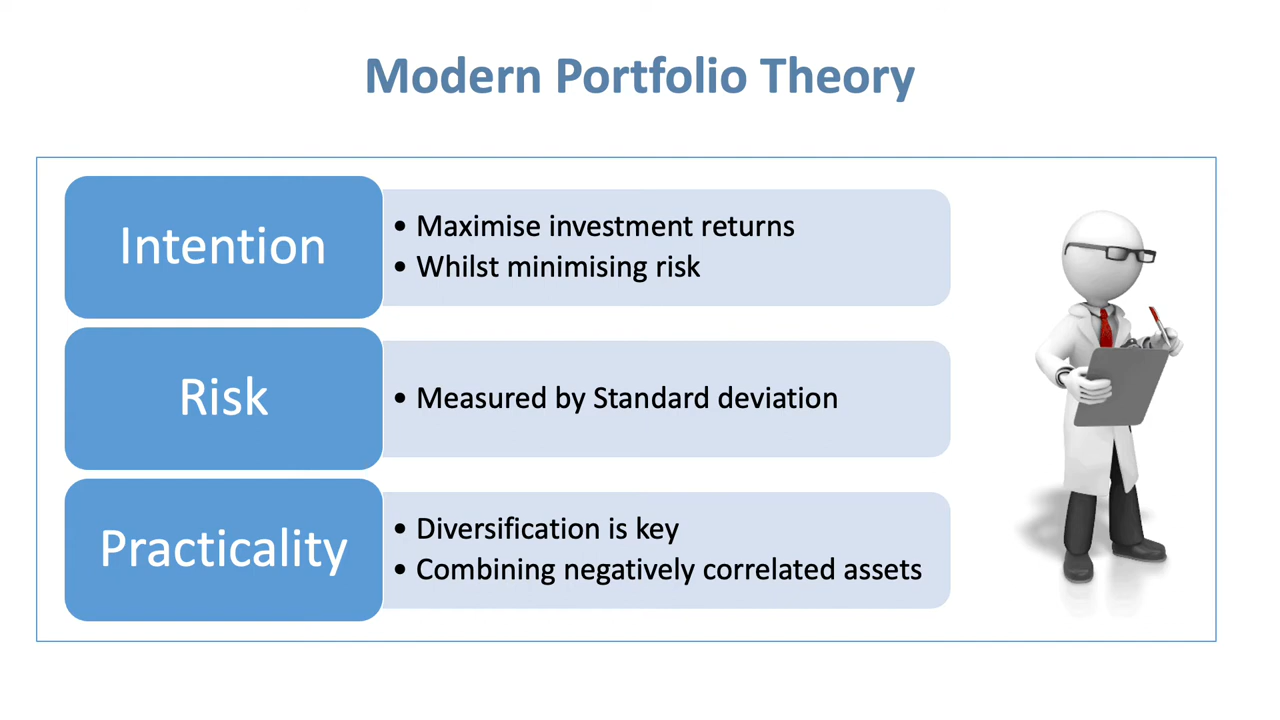 Modern Portfolio Theory
Intention
• Maximise investment returns
• Whilst minimising risk
Risk
• Measured by Standard deviation
Practicality
• Diversification is key
• Combining negatively correlated assets